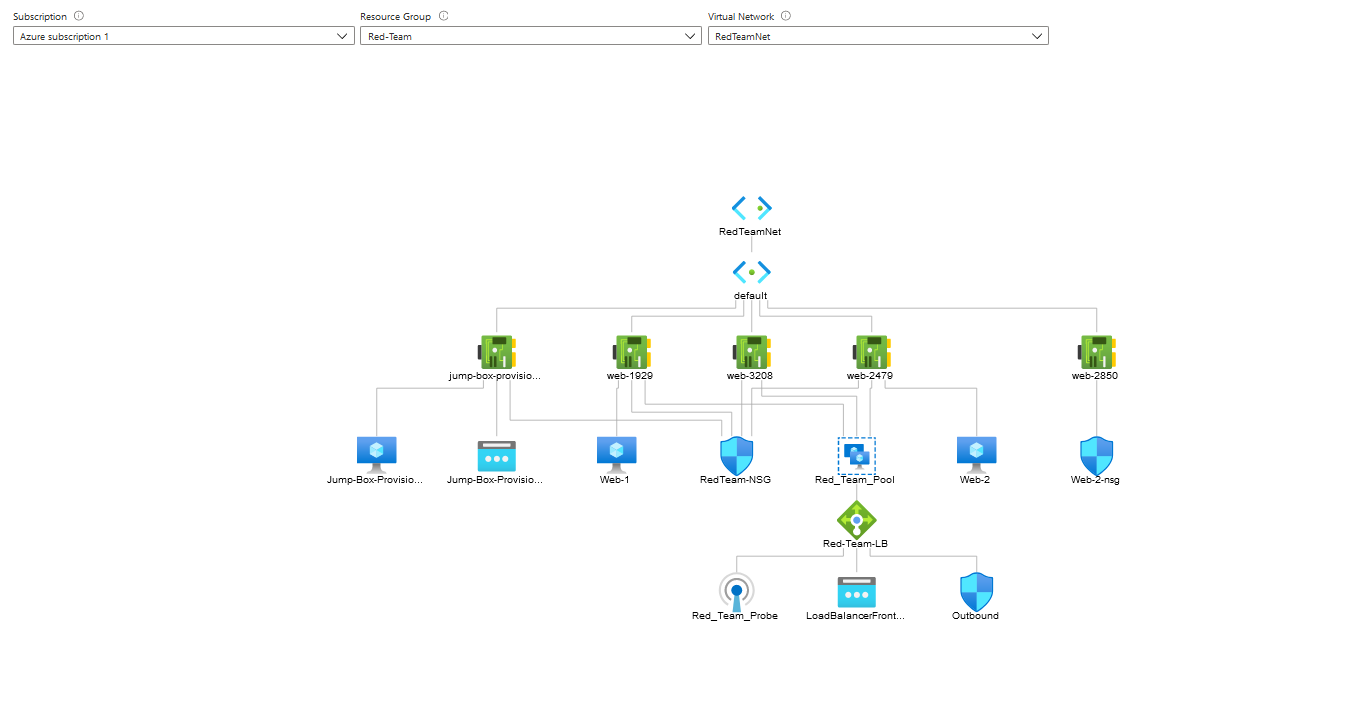 Subscription Resource Group Virtual Network
Azure subscription 1 Red-Team RedTeamNet
RedTeamNet
default
jump-box-provisio... web-1929 web-3208 web-2479 web-2850
Jump-Box-Provisio... Jump-Box-Provisio... Web-1 RedTeam-NSG Red_Team_Pool Web-2 Web-2-nsg
Red-Team-LB
Red_Team_Probe LoadBalancerFront... Outbound